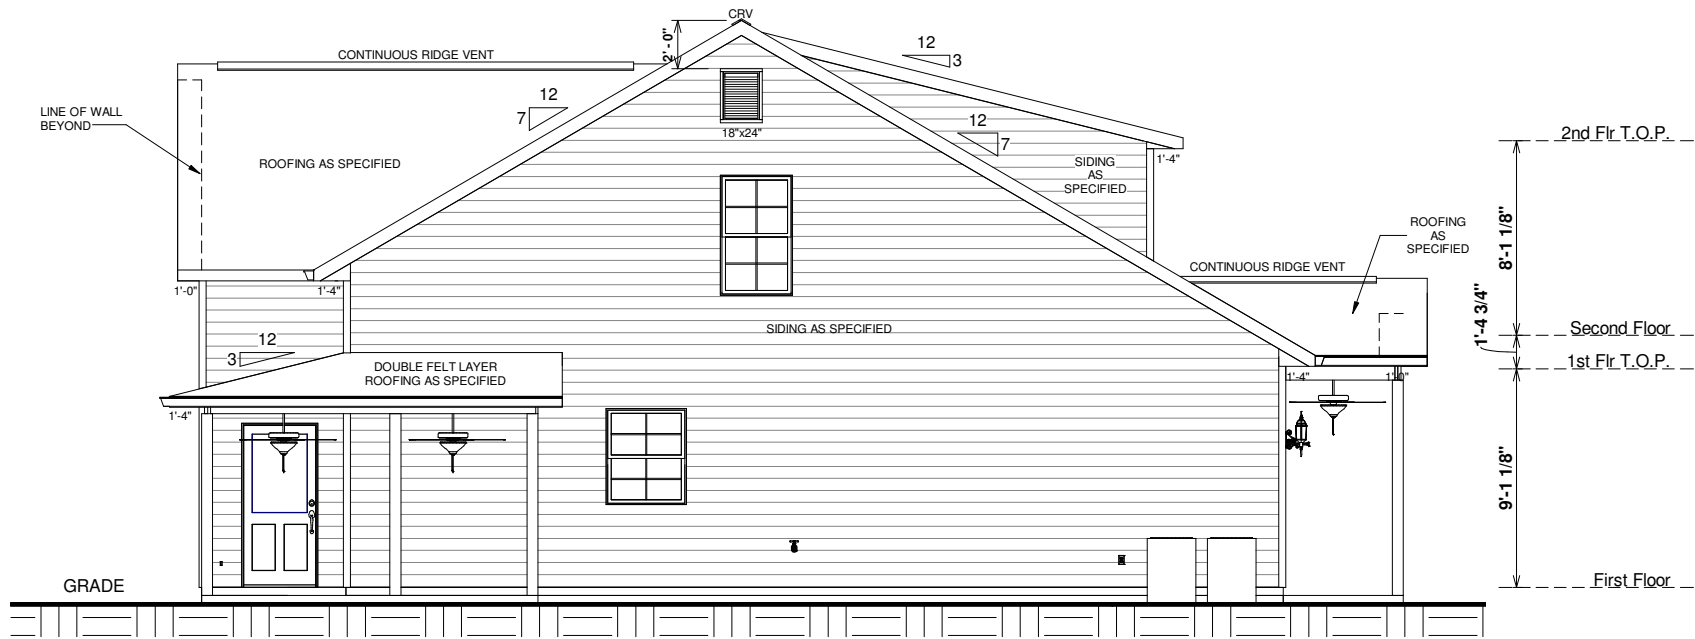 CRV
2'-0"
12
3
CONTINUOUS RIDGE VENT
12
7
LINE OF WALL
BEYOND
18"x24"
12
7
2nd Flr T.O.P.
ROOFING AS SPECIFIED
SIDING
AS
SPECIFIED
1'-4"
ROOFING
AS
SPECIFIED
8'-1 1/8"
CONTINUOUS RIDGE VENT
1'-0"
1'-4"
1'-4 3/4"
SIDING AS SPECIFIED
Second Floor
12
3
DOUBLE FELT LAYER
ROOFING AS SPECIFIED
1st Flr T.O.P.
1'-4"
1'-0"
1'-4"
9'-1 1/8"
GRADE
First Floor